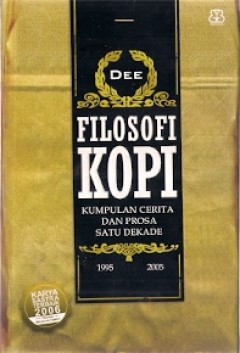 DEE
FILOSOFI
KOPI
KUMPULAN CERITA
DAN PROSA
SATU DEKADE
1995 2005
KARYA
SASTRA
TERBAIK
2006